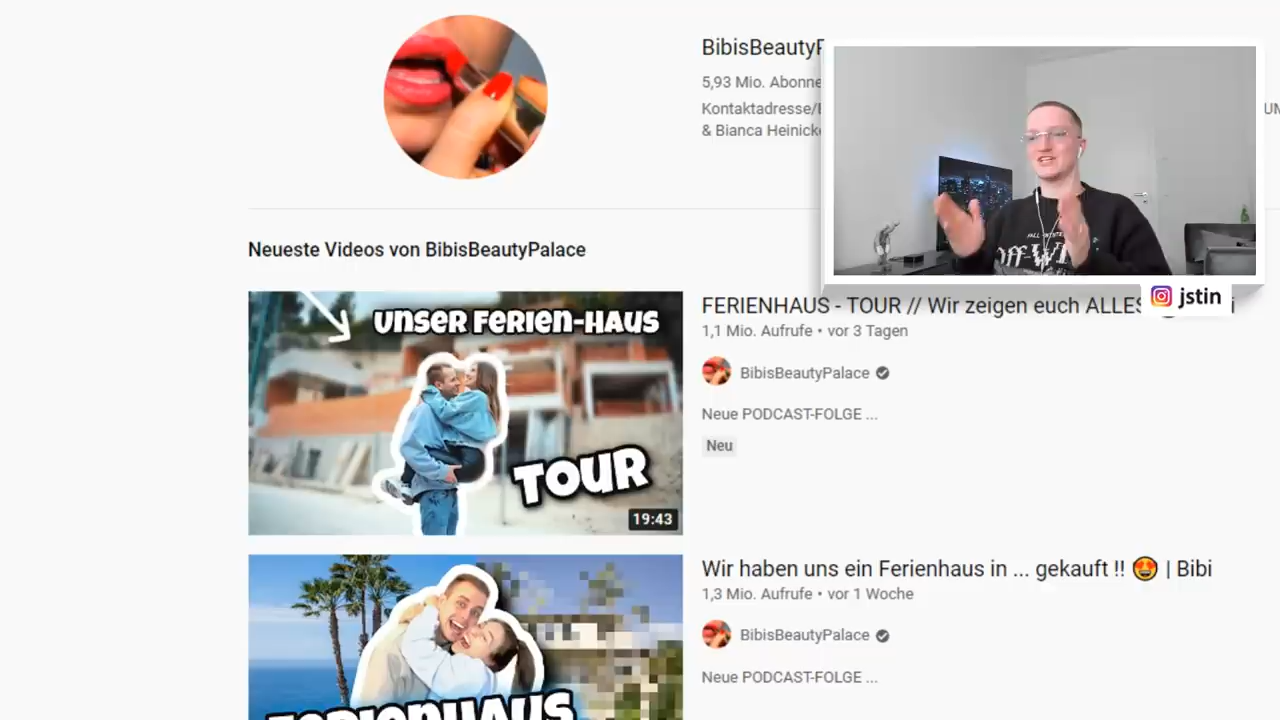 BibisBeautyP
5,93 Mio. Abonne
Kontaktadresse/
& Bianca Heinick
Neueste Videos von BibisBeautyPalace
jstin
UNSER FERIEN-HAUS
TOUR
19:43
FERIENHAUS - TOUR // Wir zeigen euch ALLES
1,1 Mio. Aufrufe • vor 3 Tagen
BibisBeautyPalace
Neue PODCAST-FOLGE ...
Neu
FERIENHAUS
Wir haben uns ein Ferienhaus in ... gekauft !! 😍 | Bibi
1,3 Mio. Aufrufe • vor 1 Woche
BibisBeautyPalace
Neue PODCAST-FOLGE ...